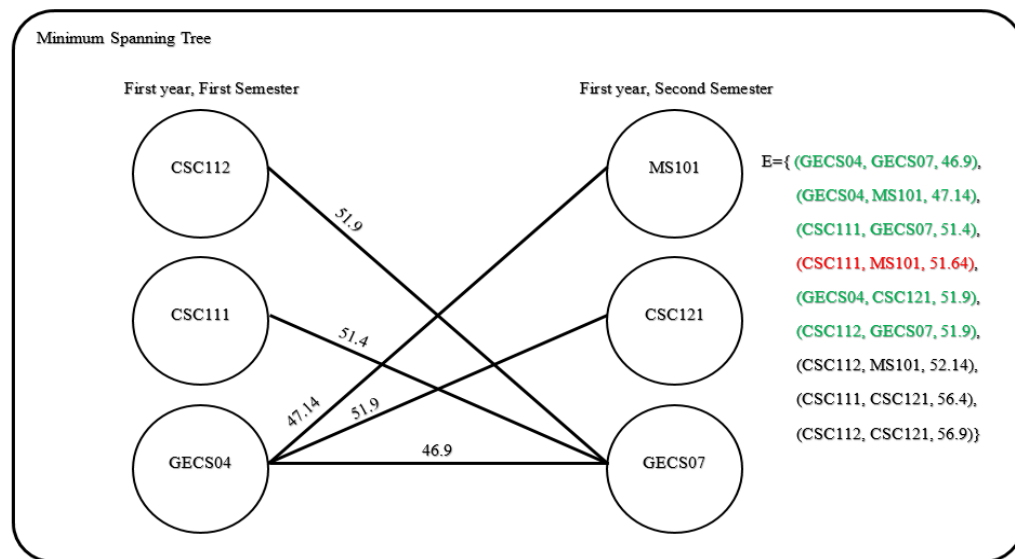 Minimum Spanning Tree
First year, First Semester
First year, Second Semester
CSC112
MS101
E={ (GECS04, GECS07, 46.9),
(GECS04, MS101, 47.14),
(CSC111, GECS07, 51.4),
(CSC111, MS101, 51.64),
(GECS04, CSC121, 51.9),
(CSC112, GECS07, 51.9),
(CSC112, MS101, 52.14),
(CSC111, CSC121, 56.4),
(CSC112, CSC121, 56.9)}
51.9
CSC111
CSC121
51.4
47.14
51.9
46.9
GECS04
GECS07